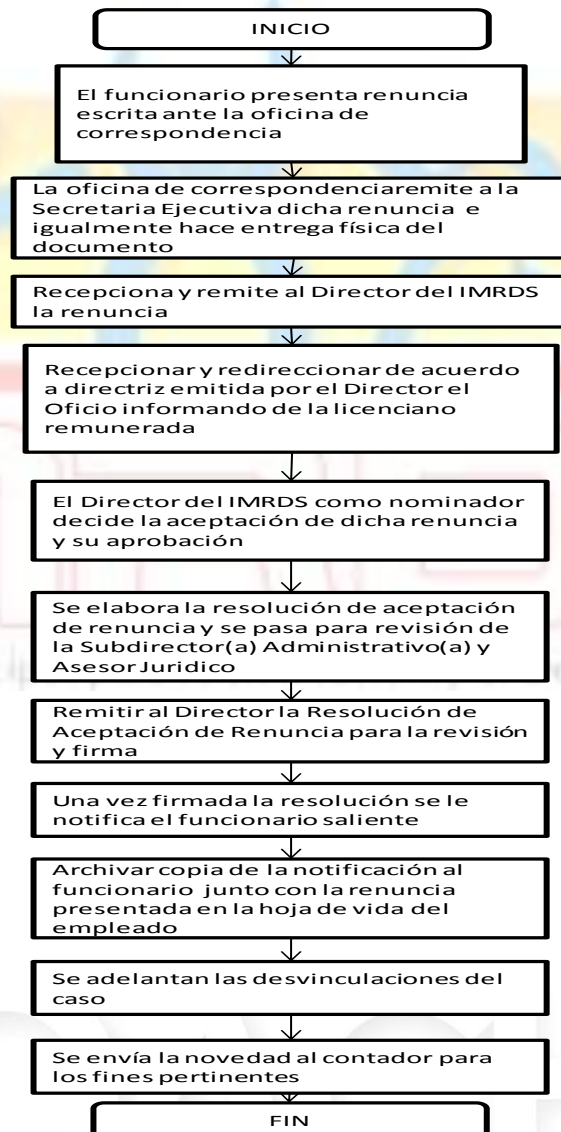 INICIO
El funcionario presenta renuncia
escrita ante la oficina de
correspondencia
La oficina de correspondenciaremite a la
Secretaria Ejecutiva dicha renuncia e
igualmente hace entrega física del
documento
Recepciona y remite al Director del IMRDS
la renuncia
Recepcionar y redireccionar de acuerdo
a directriz emitida por el Director el
Oficio informando de la licenciano
remunerada
El Director del IMRDS como nominador
decide la aceptación de dicha renuncia
y su aprobación
Se elabora la resolución de aceptación
de renuncia y se pasa para revisión de
la Subdirector(a) Administrativo(a) y
Asesor Juridico
Remitir al Director la Resolución de
Aceptación de Renuncia para la revisión
y firma
Una vez firmada la resolución se le
notifica el funcionario saliente
Archivar copia de la notificación al
funcionario junto con la renuncia
presentada en la hoja de vida del
empleado
Se adelantan las desvinculaciones del
caso
Se envía la novedad al contador para
los fines pertinentes
FIN